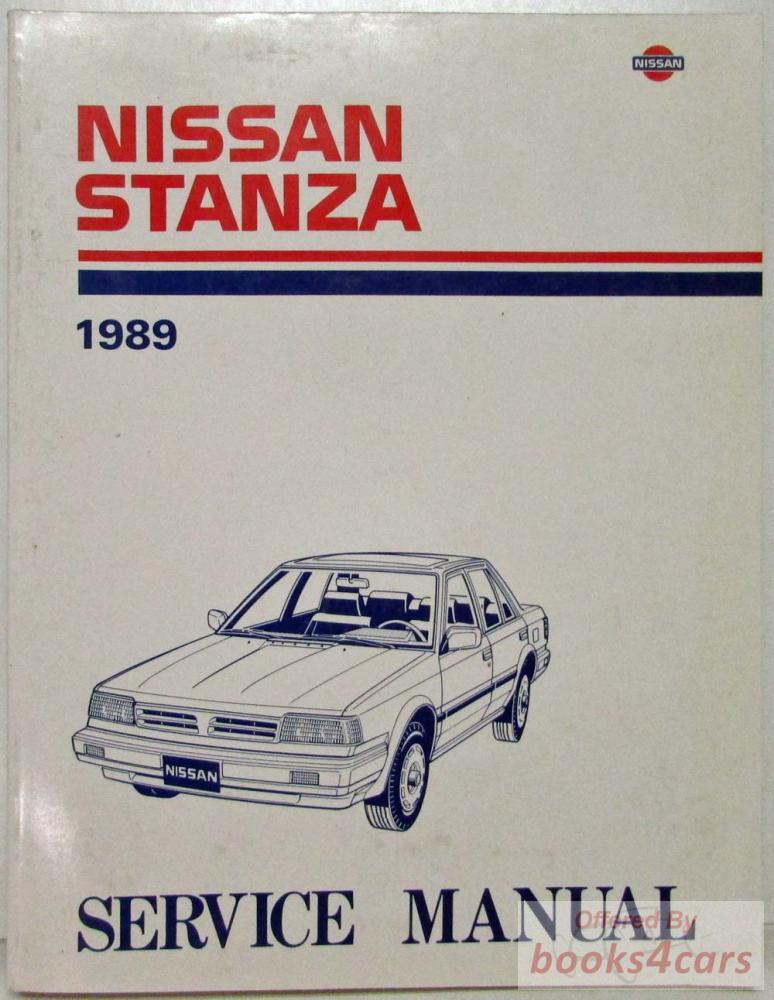 NISSAN
NISSAN
STANZA
1989
NISSAN
SERVICE MANUAL
Offered By
books4cars